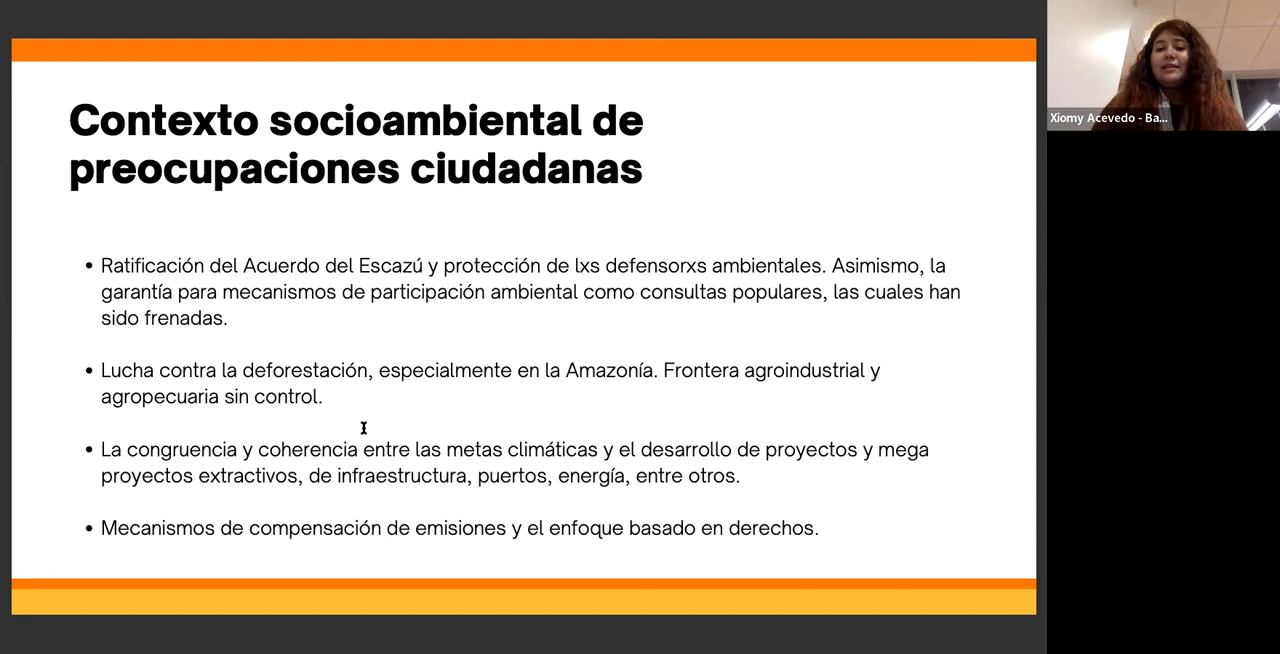 Contexto socioambiental de
preocupaciones ciudadanas
• Ratificación del Acuerdo del Escazú y protección de lxs defensorxs ambientales. Asimismo, la
garantía para mecanismos de participación ambiental como consultas populares, las cuales han
sido frenadas.
• Lucha contra la deforestación, especialmente en la Amazonía. Frontera agroindustrial y
agropecuaria sin control.
• La congruencia y coherencia entre las metas climáticas y el desarrollo de proyectos y mega
proyectos extractivos, de infraestructura, puertos, energía, entre otros.
• Mecanismos de compensación de emisiones y el enfoque basado en derechos.
Xiomy Acevedo - Ba...